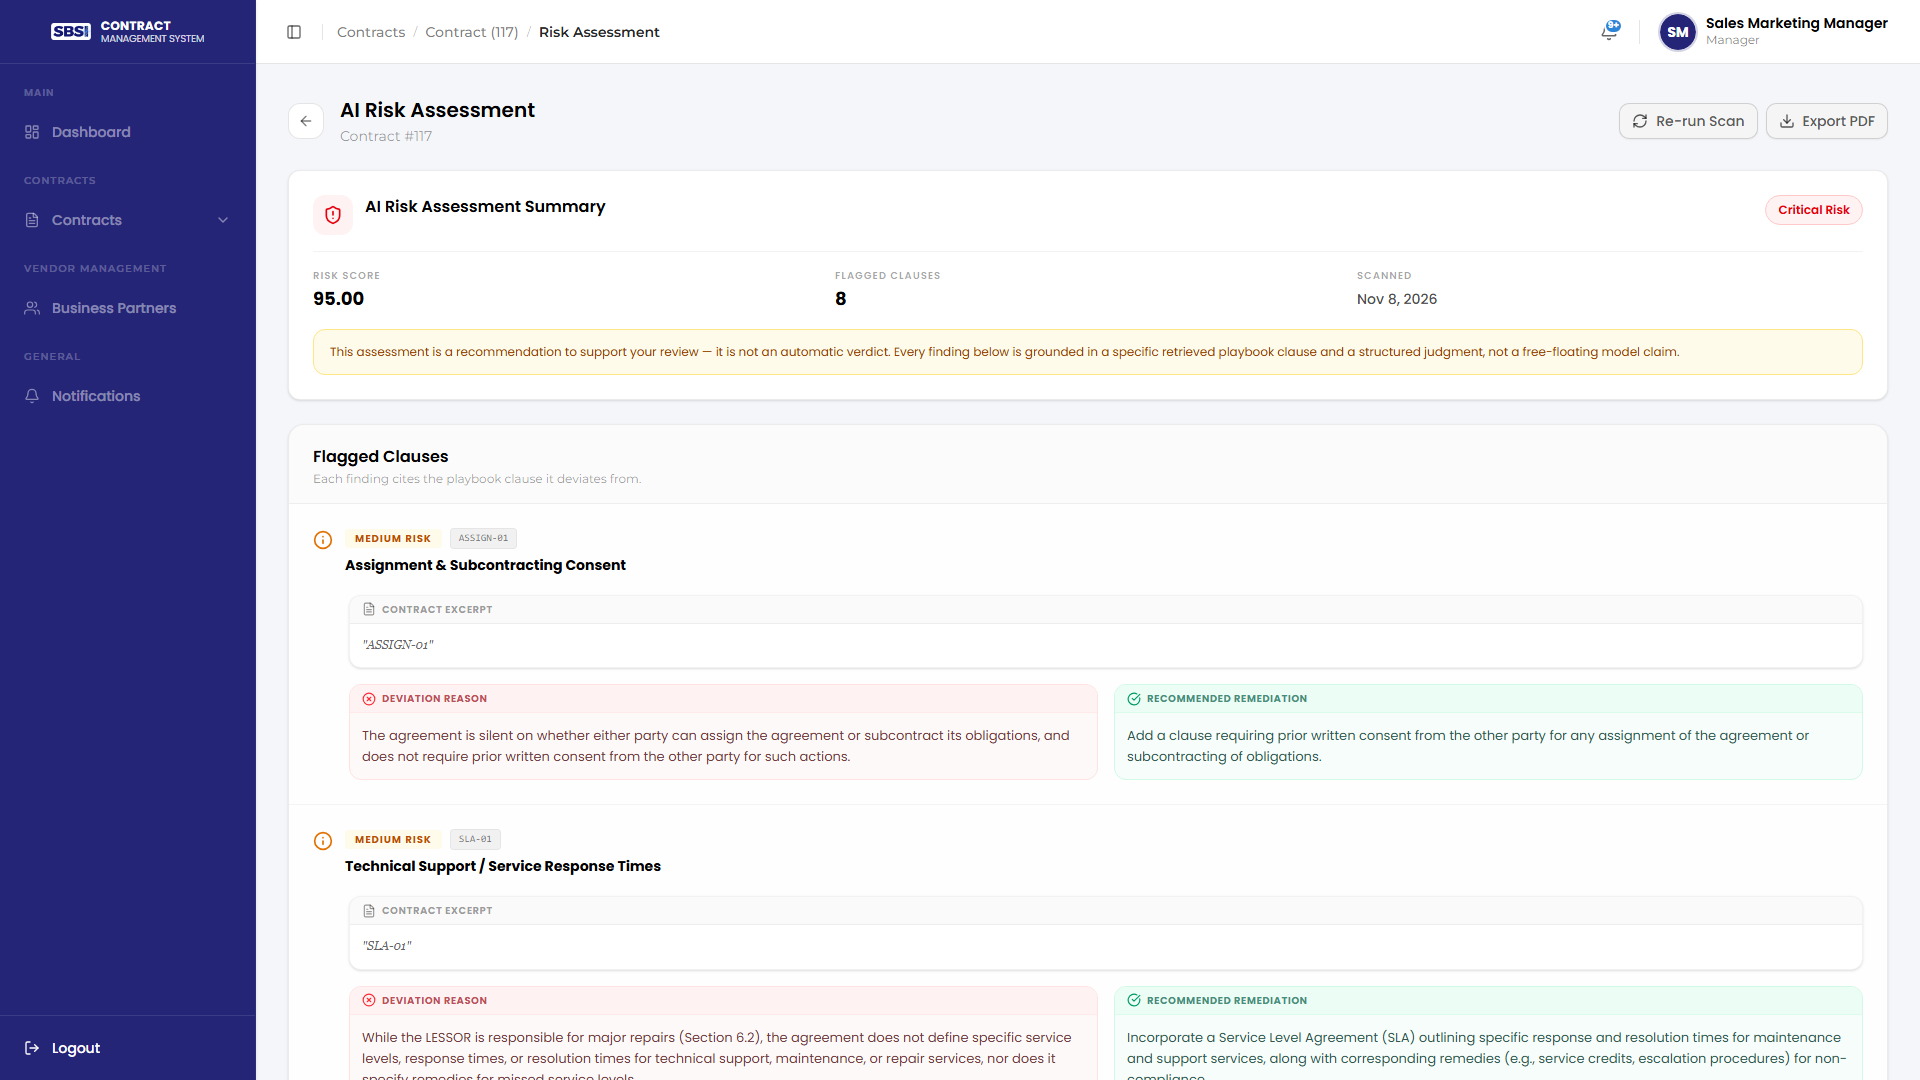 SBSI CONTRACT
MANAGEMENT SYSTEM
MAIN
Dashboard
CONTRACTS
Contracts
VENDOR MANAGEMENT
Business Partners
GENERAL
Notifications
Logout
Contracts / Contract (117) / Risk Assessment
9+
SM
Sales Marketing Manager
Manager
AI Risk Assessment
Contract #117
Re-run Scan
Export PDF
AI Risk Assessment Summary
Critical Risk
RISK SCORE
95.00
FLAGGED CLAUSES
8
SCANNED
Nov 8, 2026
This assessment is a recommendation to support your review — it is not an automatic verdict. Every finding below is grounded in a specific retrieved playbook clause and a structured judgment, not a free-floating model claim.
Flagged Clauses
Each finding cites the playbook clause it deviates from.
MEDIUM RISK ASSIGN-01
Assignment & Subcontracting Consent
CONTRACT EXCERPT
"ASSIGN-01"
DEVIATION REASON
The agreement is silent on whether either party can assign the agreement or subcontract its obligations, and
does not require prior written consent from the other party for such actions.
RECOMMENDED REMEDIATION
Add a clause requiring prior written consent from the other party for any assignment of the agreement or
subcontracting of obligations.
MEDIUM RISK SLA-01
Technical Support / Service Response Times
CONTRACT EXCERPT
"SLA-01"
DEVIATION REASON
While the LESSOR is responsible for major repairs (Section 6.2), the agreement does not define specific service
levels, response times, or resolution times for technical support, maintenance, or repair services, nor does it
specify remedies for missed service levels.
RECOMMENDED REMEDIATION
Incorporate a Service Level Agreement (SLA) outlining specific response and resolution times for maintenance
and support services, along with corresponding remedies (e.g., service credits, escalation procedures) for non-
compliance.